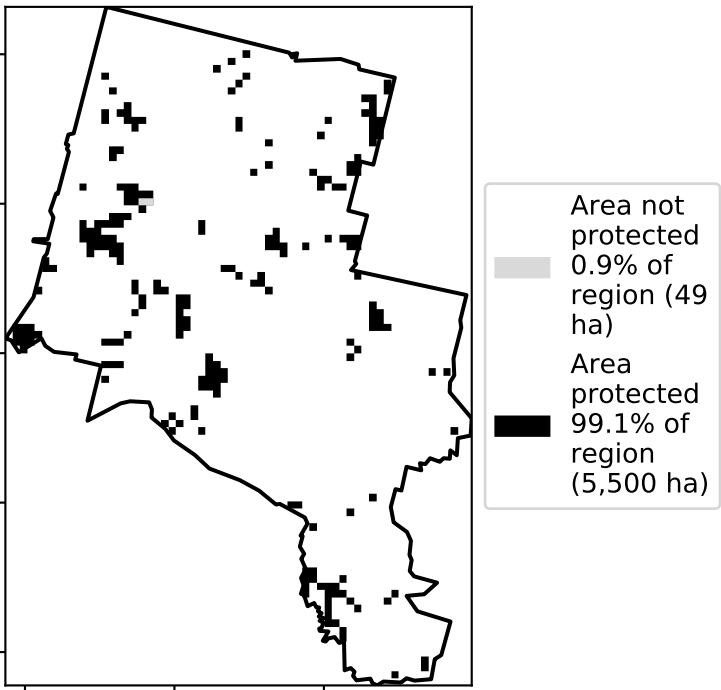 Area not
protected
0.9% of
region (49
ha)
Area
protected
99.1% of
region
(5,500 ha)